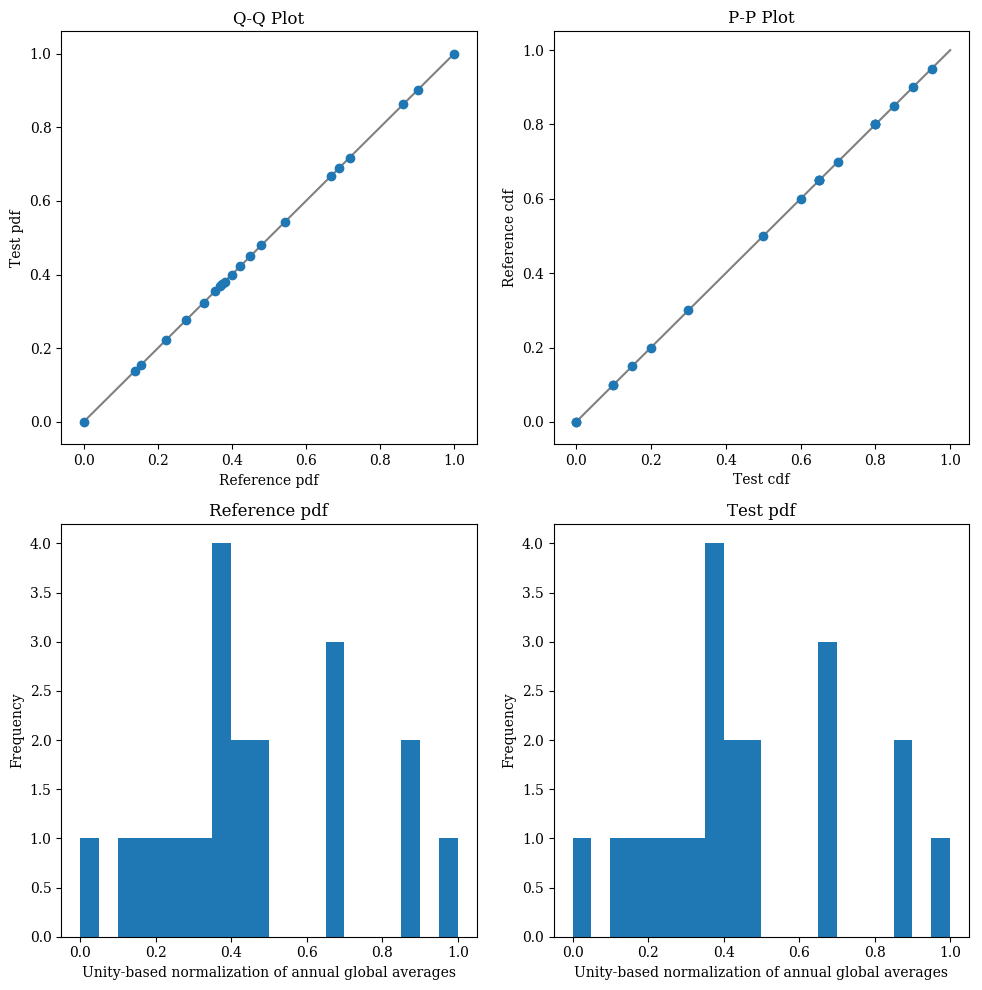 Q-Q Plot
1.0
0.8
0.6
0.4
0.2
0.0
Test pdf
0.0 0.2 0.4 0.6 0.8 1.0
Reference pdf
P-P Plot
1.0
0.8
0.6
0.4
0.2
0.0
Reference cdf
0.0 0.2 0.4 0.6 0.8 1.0
Test cdf
Reference pdf
4.0
3.5
3.0
2.5
2.0
1.5
1.0
0.5
0.0
Frequency
0.0 0.2 0.4 0.6 0.8 1.0
Unity-based normalization of annual global averages
Test pdf
4.0
3.5
3.0
2.5
2.0
1.5
1.0
0.5
0.0
Frequency
0.0 0.2 0.4 0.6 0.8 1.0
Unity-based normalization of annual global averages